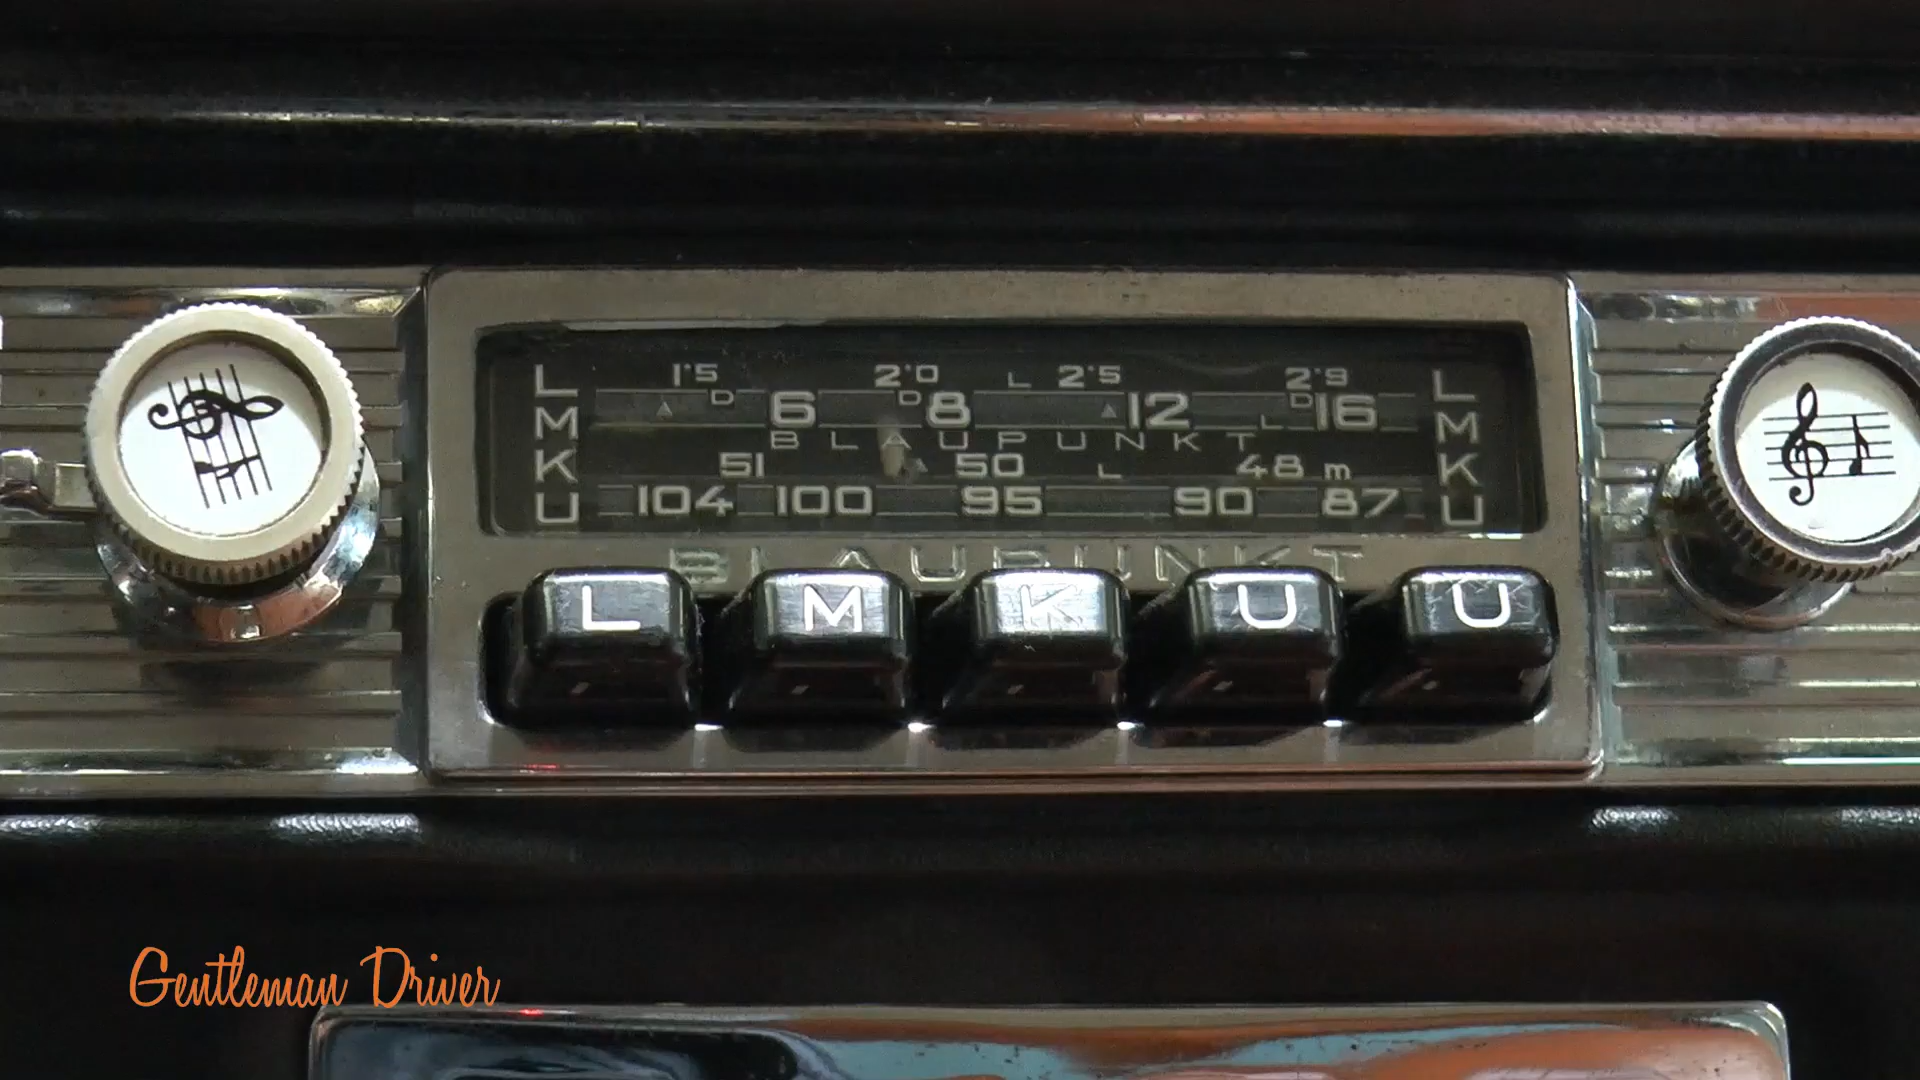 1'5 2'0 L 2'5 2'9
L D D D L L
M 6 8 12 16 M
BLAUPUNKT
K 51 50 L 48 m K
U 104 100 95 90 87 U
BLAUPUNKT
L M K U U
Gentleman Driver